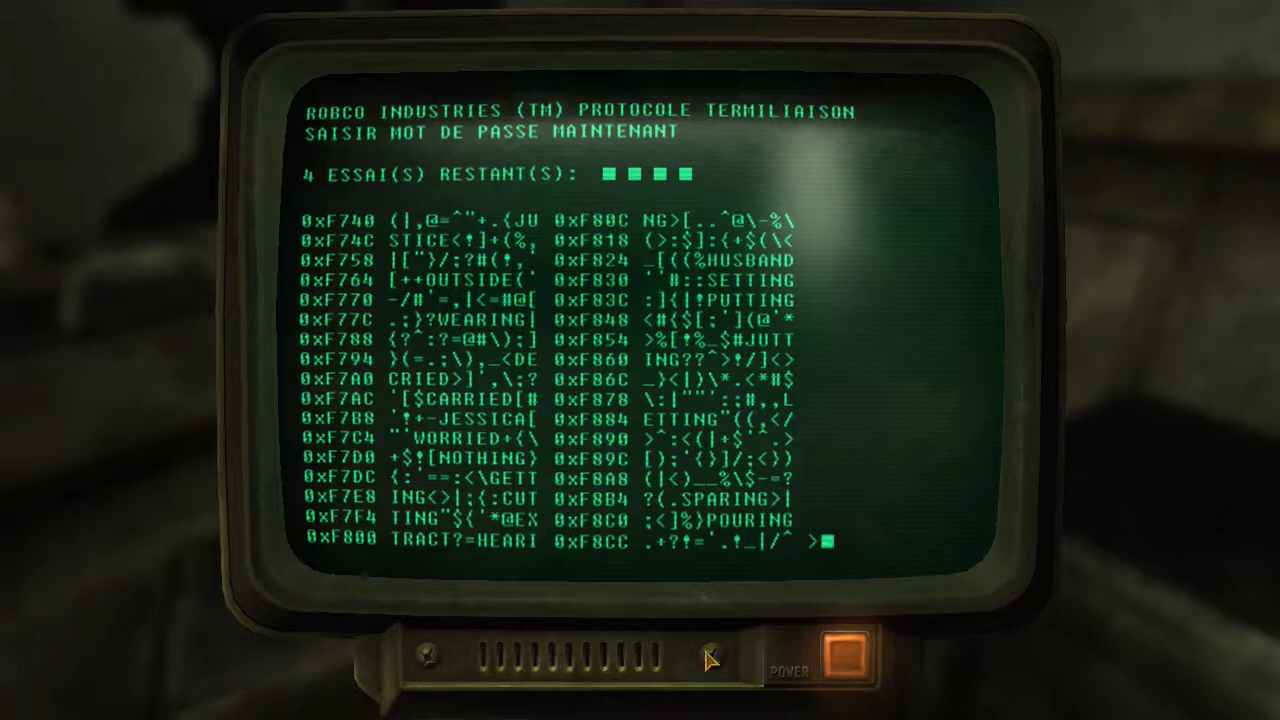 ROBCO INDUSTRIES (TM) PROTOCOLE TERMILIAISON
SAISIR MOT DE PASSE MAINTENANT
4 ESSAI(S) RESTANT(S): ■ ■ ■ ■
0xF740 (|,@=^"+.{JU 0xF80C NG>[..^@\-%\
0xF74C STICE<!]+(%, 0xF818 (>:$]:{+$(\<
0xF758 |["}/;?#(!,' 0xF824 _[((%HUSBAND
0xF764 [++OUTSIDE(' 0xF830 ''#::SETTING
0xF770 -/#'=,|<=#@[ 0xF83C :]{|!PUTTING
0xF77C .;}?WEARING| 0xF848 <#{$[;'](@'*
0xF788 {?^:?=@#\);] 0xF854 >%[!%_$#JUTT
0xF794 }(=.;\),_<DE 0xF860 ING??^>!/]<>
0xF7A0 CRIED>]',\:? 0xF86C _}<|)\*.<*#$
0xF7AC '[$CARRIED[# 0xF878 \:|""'::#,,L
0xF7B8 '!+-JESSICA[ 0xF884 ETTING"((,</
0xF7C4 "'WORRIED+{\ 0xF890 >^:<(|+$'^.>
0xF7D0 +$![NOTHING} 0xF89C [);'{}]/;<})
0xF7DC {:'==:<\GETT 0xF8A8 (|<)__%\$-=?
0xF7E8 ING<>|;{:CUT 0xF8B4 ?(.SPARING>|
0xF7F4 TING"${'*@EX 0xF8C0 ;<]%}POURING
0xF800 TRACT?=HEARI 0xF8CC .+?!='.!_|/^ >■
POWER